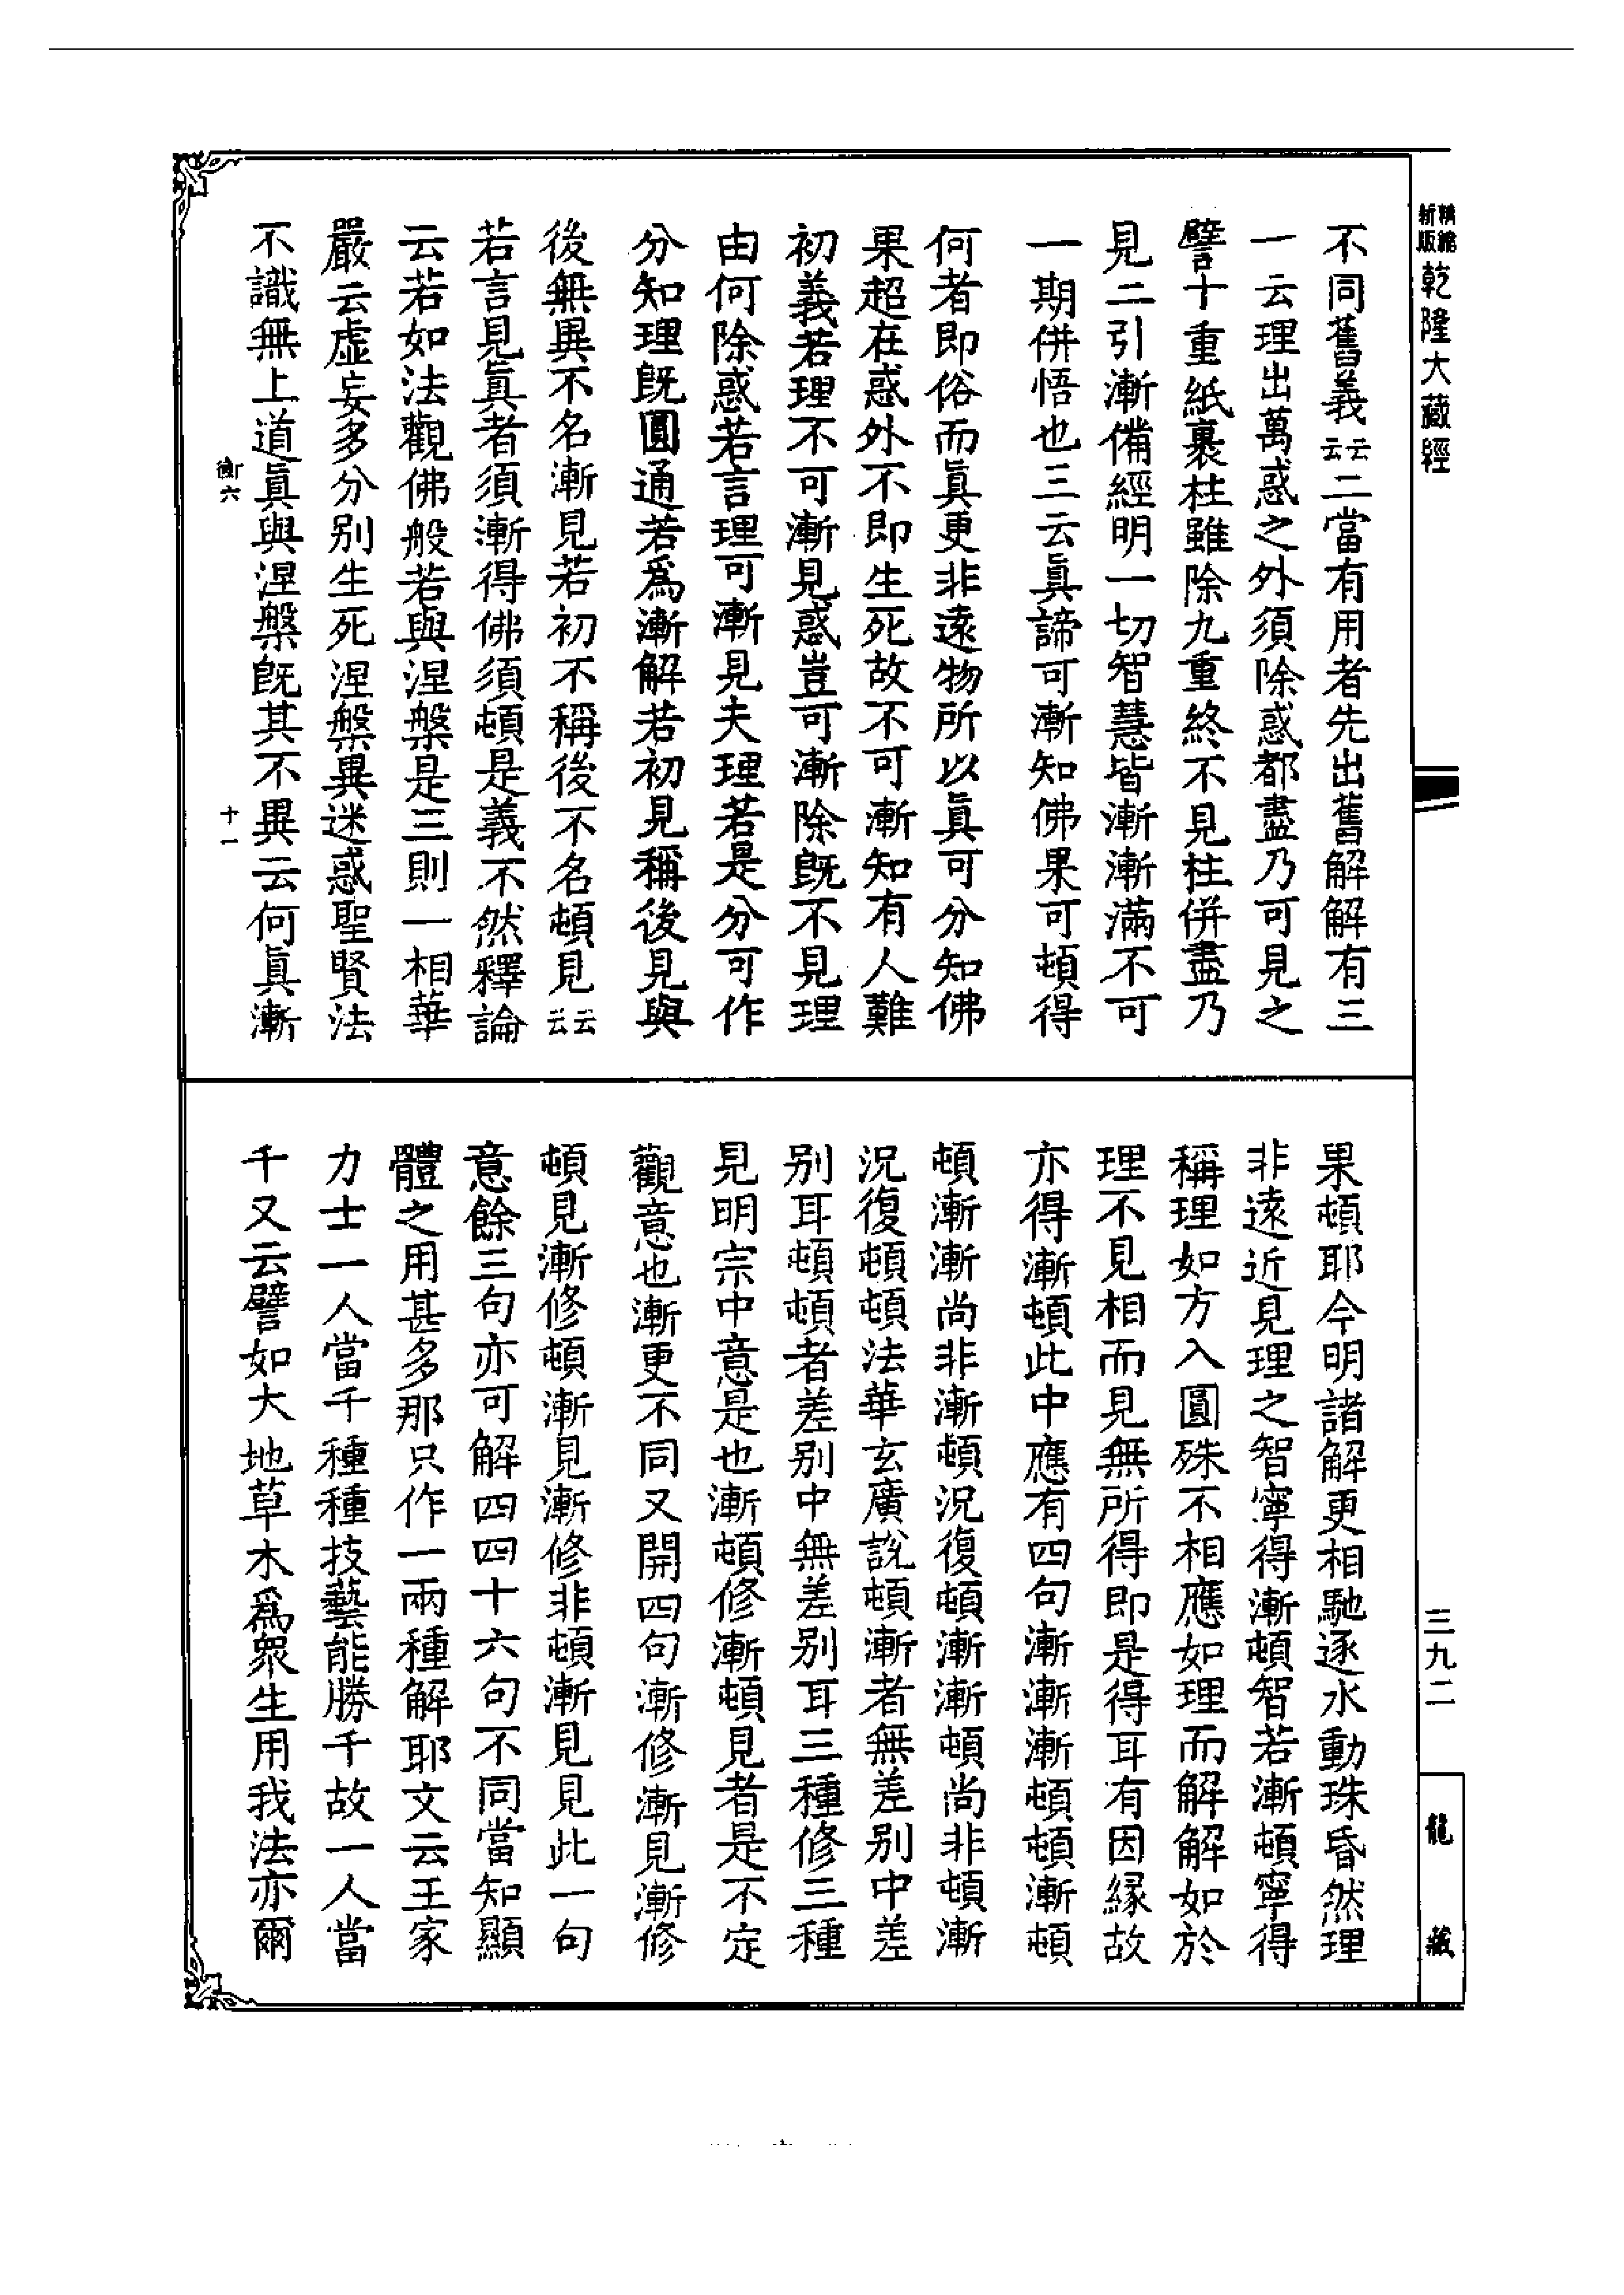 精縮
新版
乾隆大藏經
不同舊義云云二當有用者先出舊解解有三
一云理出萬惑之外須除惑都盡乃可見之
譬十重紙裹柱雖除九重終不見柱併盡乃
見二引漸備經明一切智慧皆漸漸滿不可
一期併悟也三云眞諦可漸知佛果可頓得
何者即俗而眞更非遠物所以眞可分知佛
果超在惑外不即生死故不可漸知有人難
初義若理不可漸見惑豈可漸除旣不見理
由何除惑若言理可漸見夫理若是分可作
分知理旣圓通若爲漸解若初見稱後見與
後無異不名漸見若初不稱後不名頓見云云
若言見眞者須漸得佛須頓是義不然釋論
云若如法觀佛般若與涅槃是三則一相華
嚴云虛妄多分別生死涅槃異迷惑聖賢法
不識無上道眞與涅槃旣其不異云何眞漸
衡六
十一
果頓耶今明諸解更相馳逐水動珠昏然理
非遠近見理之智寧得漸頓智若漸頓寧得
稱理如方入圓殊不相應如理而解解如於
理不見相而見無所得即是得耳有因緣故
亦得漸頓此中應有四句漸漸漸頓頓漸頓
頓漸漸尚非漸頓況復頓漸漸頓尚非頓漸
況復頓頓法華玄廣說頓漸者無差別中差
別耳頓頓者差別中無差別耳三種修三種
見明宗中意是也漸頓修漸頓見者是不定
觀意也漸更不同又開四句漸修漸見漸修
頓見漸修頓漸見漸修非頓漸見見此一句
意餘三句亦可解四四十六句不同當知顯
體之用甚多那只作一兩種解耶文云王家
力士一人當千種種技藝能勝千故一人當
千又云譬如大地草木爲衆生用我法亦爾
三九二
龍藏